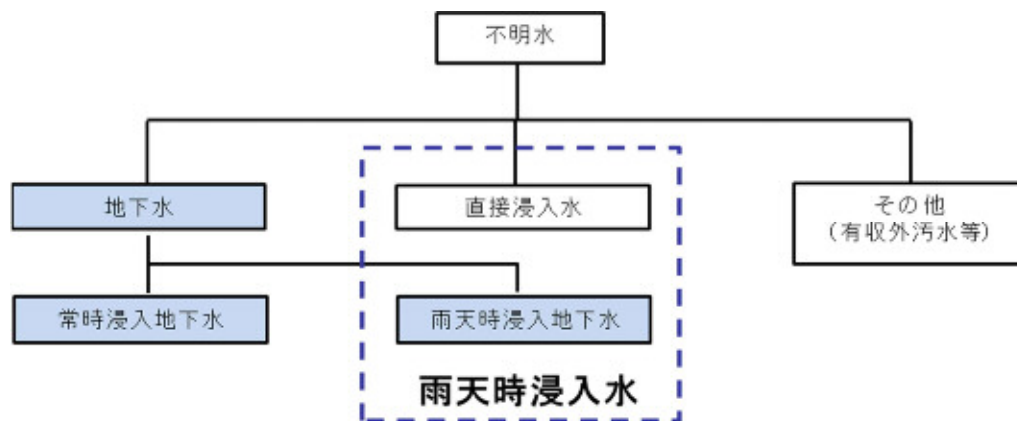 不明水
地下水
直接浸入水
その他
（有収外汚水等）
常時浸入地下水
雨天時浸入地下水
雨天時浸入水